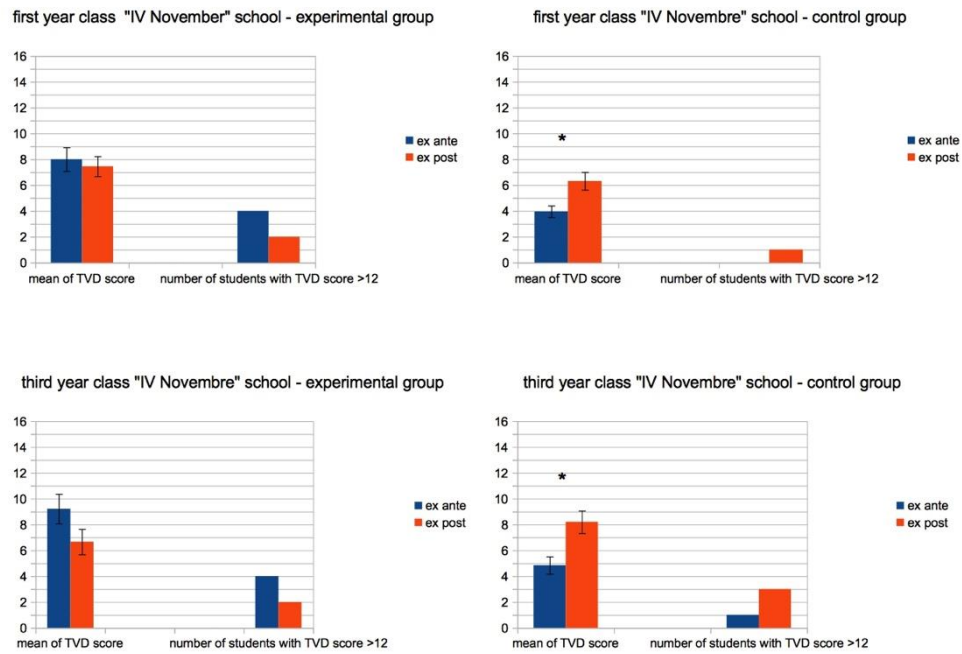 first year class "IV November" school - experimental group
16
14
12
10
8
6
4
2
0
mean of TVD score
number of students with TVD score >12
ex ante
ex post
first year class "IV Novembre" school - control group
16
14
12
10
8
6
4
2
0
*
mean of TVD score
number of students with TVD score >12
ex ante
ex post
third year class "IV Novembre" school - experimental group
16
14
12
10
8
6
4
2
0
mean of TVD score
number of students with TVD score >12
ex ante
ex post
third year class "IV Novembre" school - control group
16
14
12
10
8
6
4
2
0
*
mean of TVD score
number of students with TVD score >12
ex ante
ex post